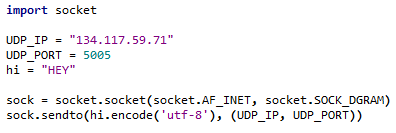 import socket
UDP_IP = "134.117.59.71"
UDP_PORT = 5005
hi = "HEY"
sock = socket.socket(socket.AF_INET, socket.SOCK_DGRAM)
sock.sendto(hi.encode('utf-8'), (UDP_IP, UDP_PORT))